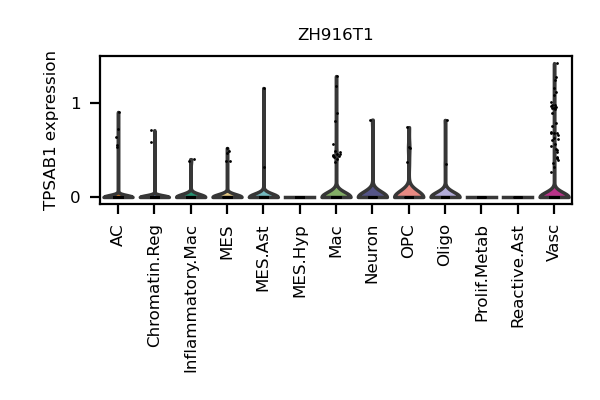 ZH916T1
TPSAB1 expression
1
0
AC
Chromatin.Reg
Inflammatory.Mac
MES
MES.Ast
MES.Hyp
Mac
Neuron
OPC
Oligo
Prolif.Metab
Reactive.Ast
Vasc